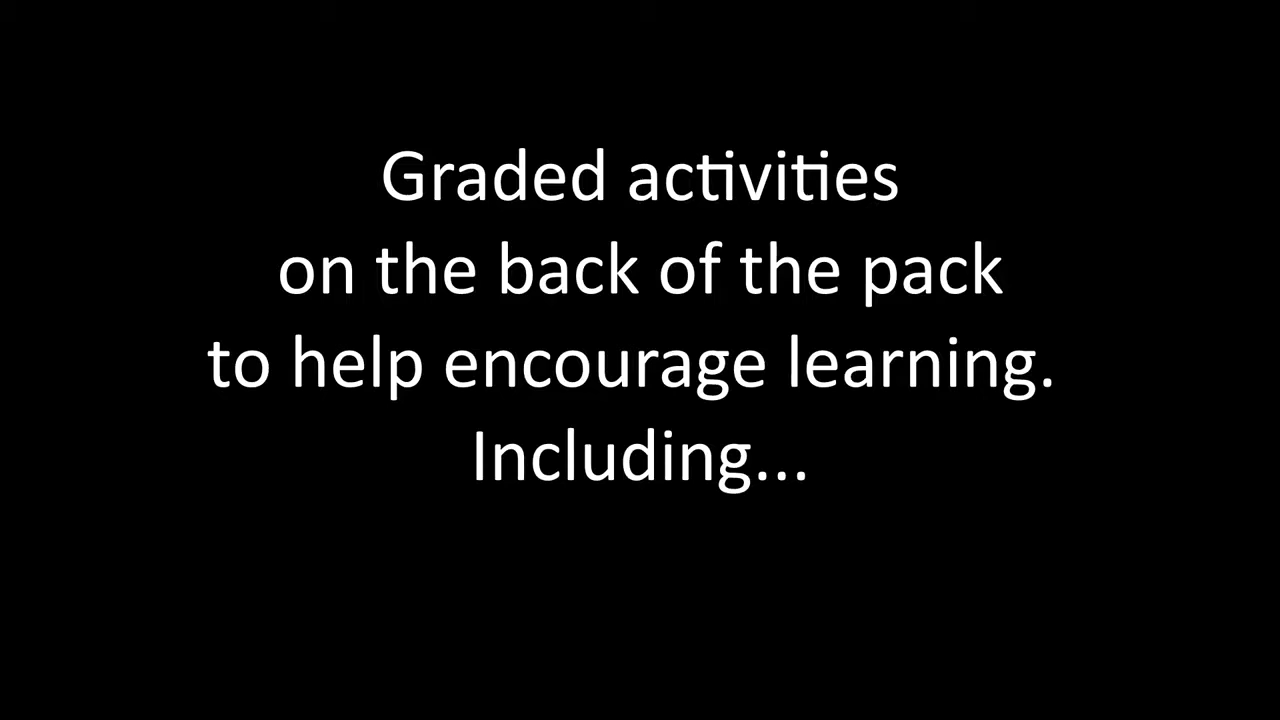 Graded activities
on the back of the pack
to help encourage learning.
Including...